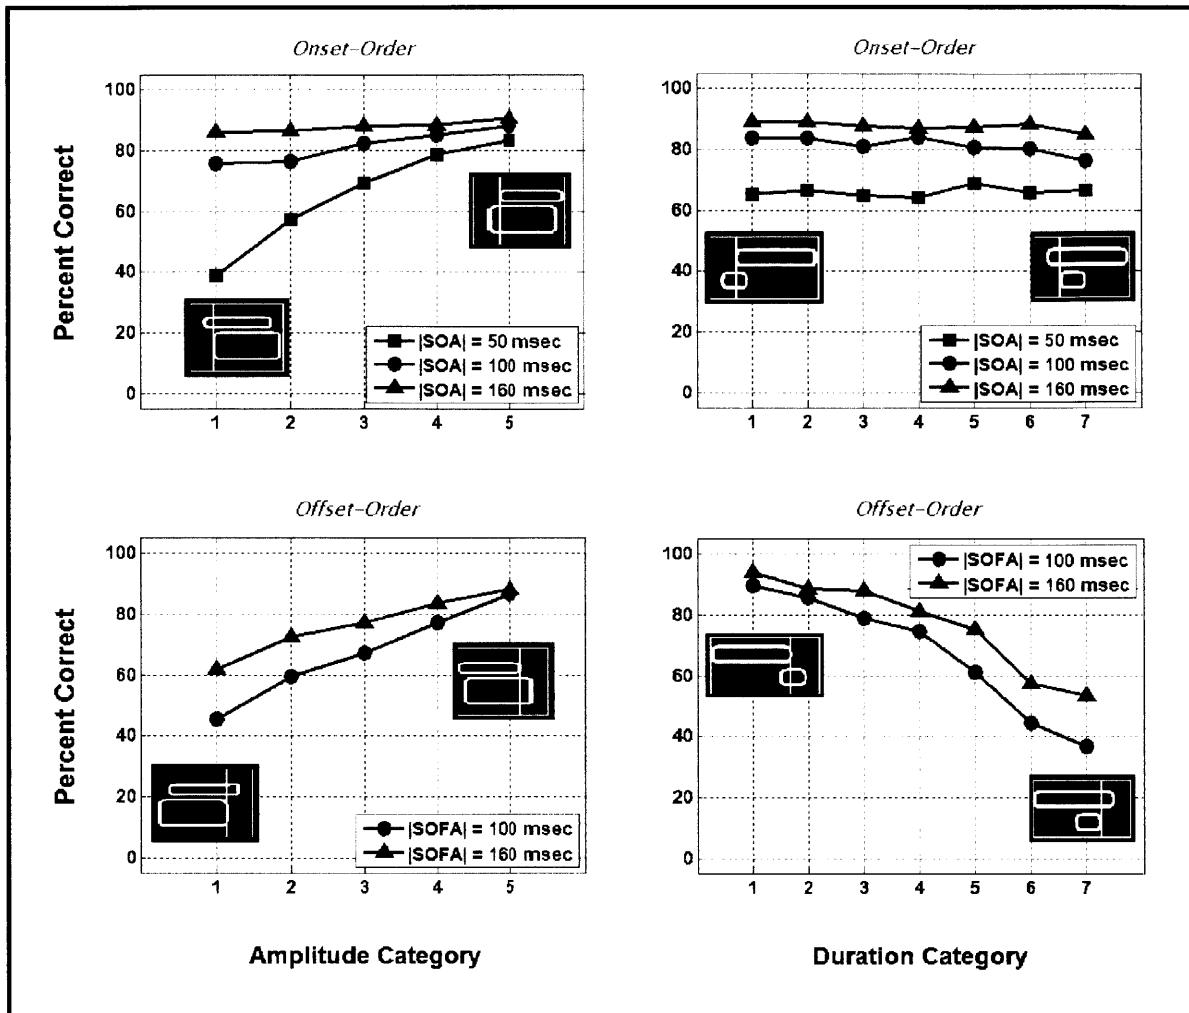 Onset-Order
Percent Correct
100
80
60
40
20
0
|SOA| = 50 msec
|SOA| = 100 msec
|SOA| = 160 msec
1 2 3 4 5
Onset-Order
100
80
60
40
20
0
|SOA| = 50 msec
|SOA| = 100 msec
|SOA| = 160 msec
1 2 3 4 5 6 7
Offset-Order
Percent Correct
100
80
60
40
20
0
|SOFA| = 100 msec
|SOFA| = 160 msec
1 2 3 4 5
Amplitude Category
Offset-Order
100
80
60
40
20
0
|SOFA| = 100 msec
|SOFA| = 160 msec
1 2 3 4 5 6 7
Duration Category